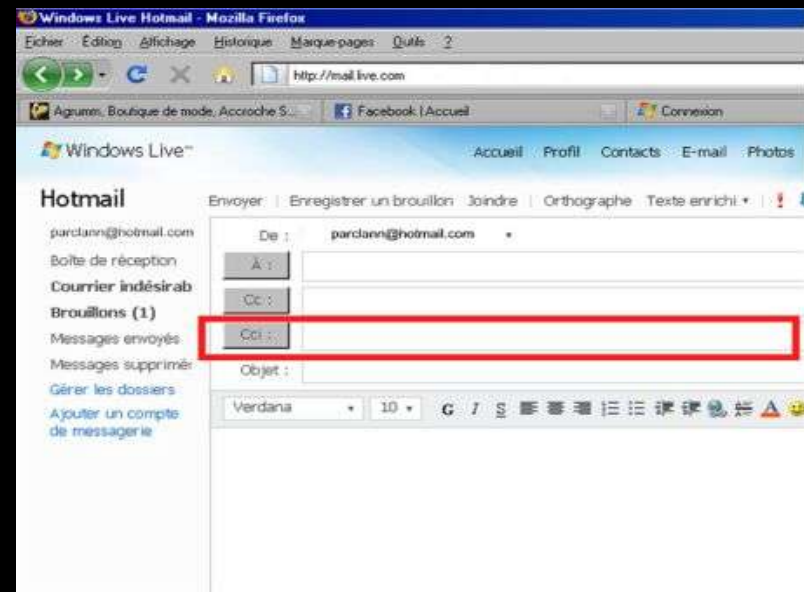 Windows Live Hotmail - Mozilla Firefox
Fichier Édition Affichage Historique Marque-pages Outils ?
http://mail.live.com
Agrumm, Boutique de mode, Accroche S... Facebook | Accueil Connexion
Windows Live™ Accueil Profil Contacts E-mail Photos
Hotmail Envoyer | Enregistrer un brouillon Joindre | Orthographe Texte enrichi
parclann@hotmail.com De : parclann@hotmail.com
Boîte de réception À :
Courrier indésirab Cc :
Brouillons (1)
Messages envoyés Cci :
Messages supprimér Objet :
Gérer les dossiers
Verdana 10 G I S A
Ajouter un compte
de messagerie